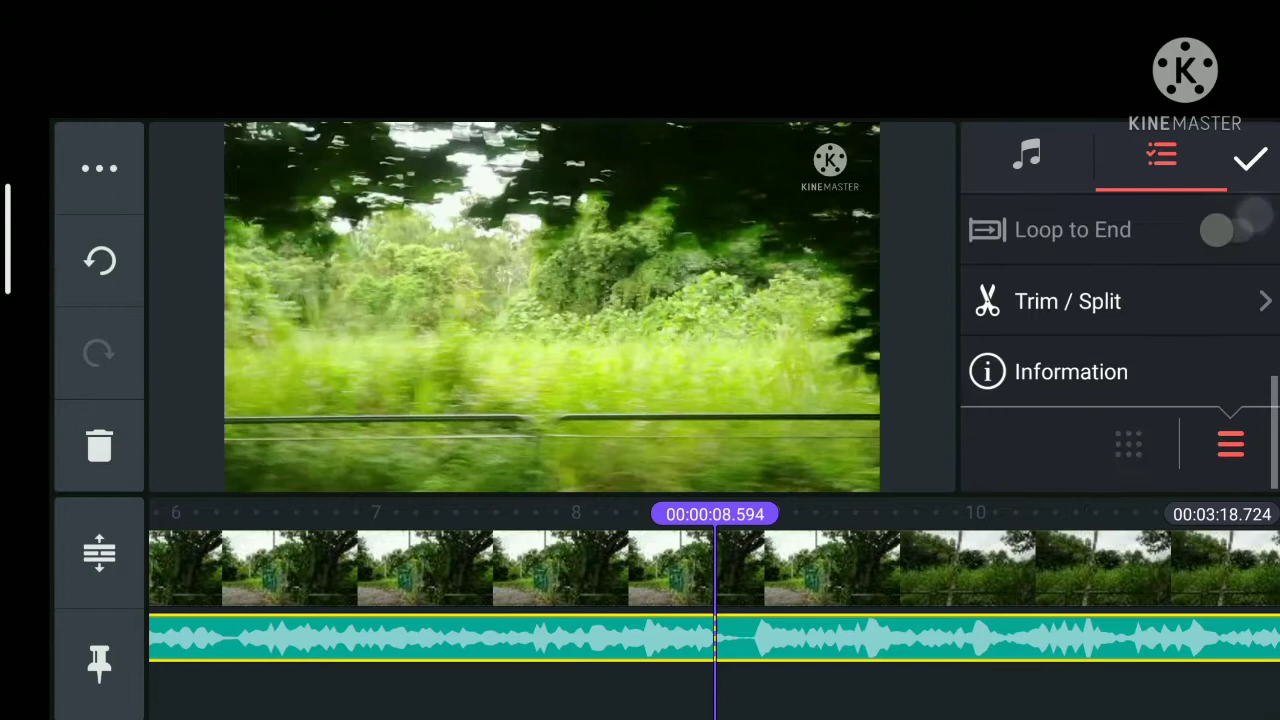 K
KINEMASTER
K
KINEMASTER
Loop to End
Trim / Split
i Information
6
7
8
00:00:08.594
10
00:03:18.724